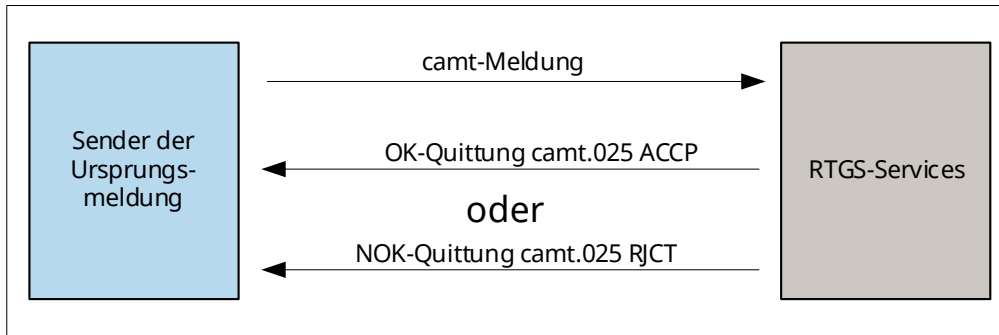 camt-Meldung
Sender der
Ursprungs-
meldung
OK-Quittung camt.025 ACCP
RTGS-Services
oder
NOK-Quittung camt.025 RJCT